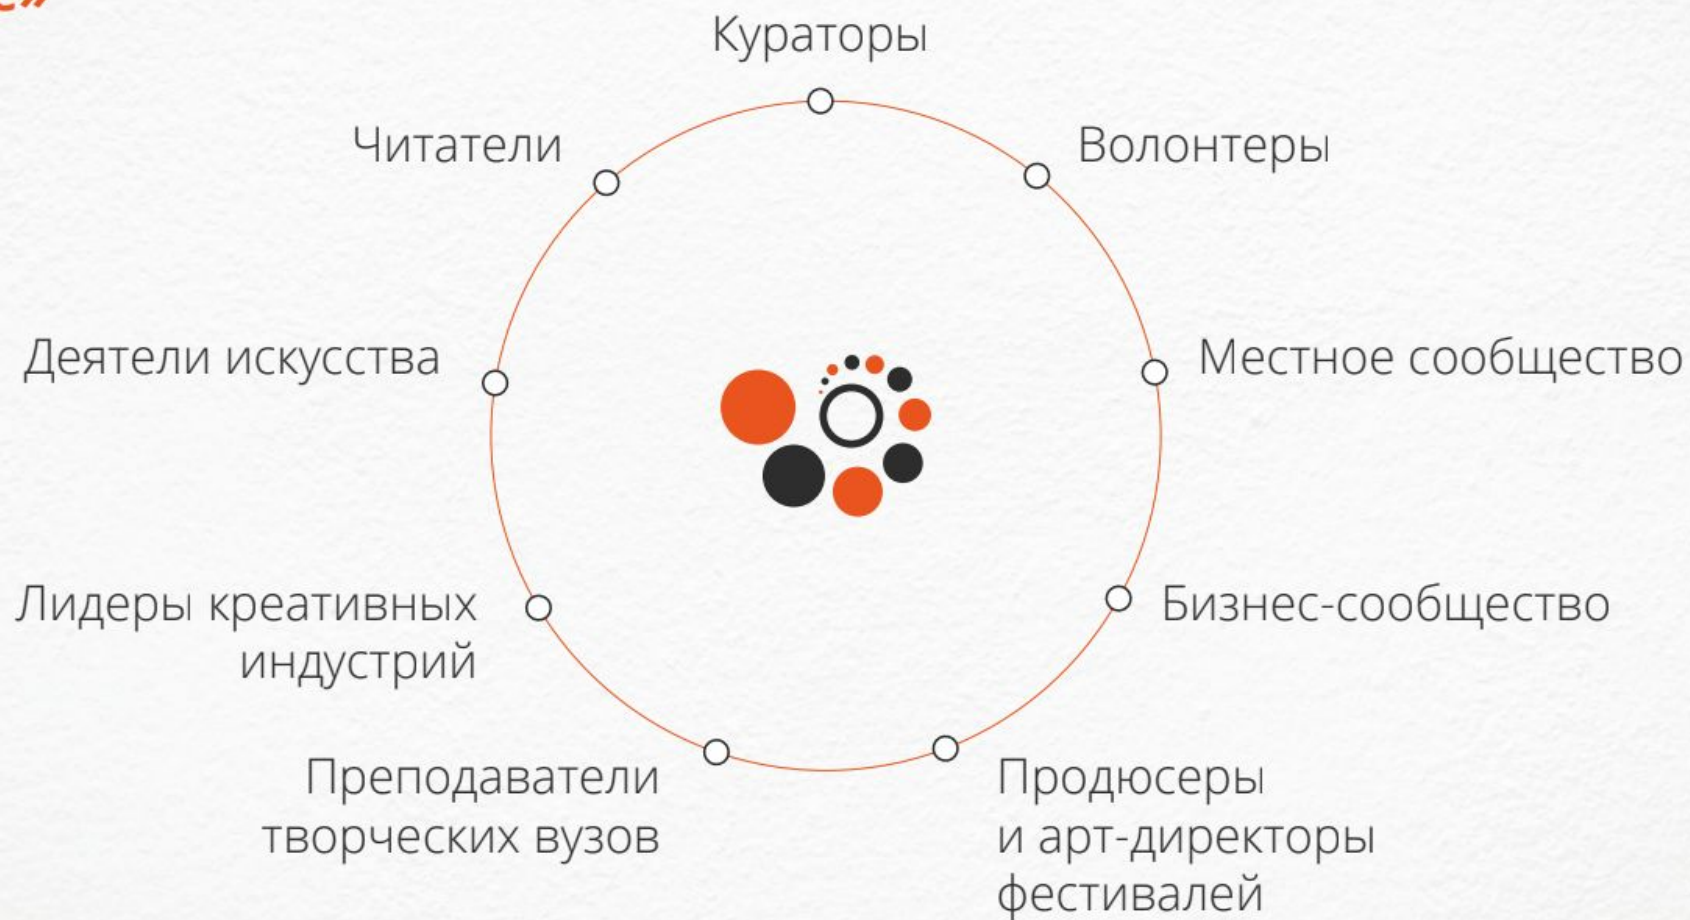 Кураторы
Читатели
Волонтеры
Деятели искусства
Местное сообщество
Лидеры креативных
индустрий
Бизнес-сообщество
Преподаватели
творческих вузов
Продюсеры
и арт-директоры
фестивалей